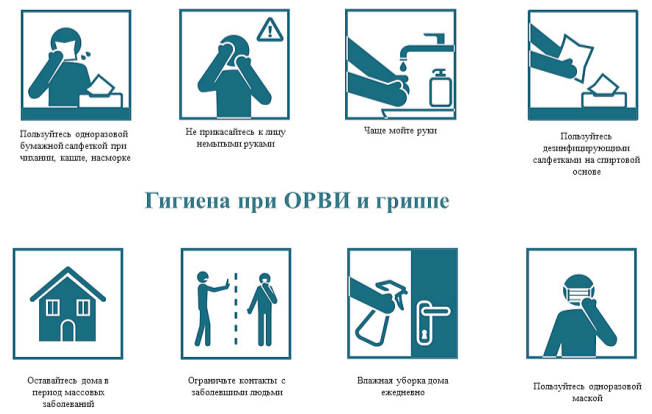 Пользуйтесь одноразовой
бумажной салфеткой при
чихании, кашле, насморке
Не прикасайтесь к лицу
немытыми руками
Чаще мойте руки
Пользуйтесь
дезинфицирующими
салфетками на спиртовой
основе
Гигиена при ОРВИ и гриппе
Оставайтесь дома в
период массовых
заболеваний
Ограничьте контакты с
заболевшими людьми
Влажная уборка дома
ежедневно
Пользуйтесь одноразовой
маской